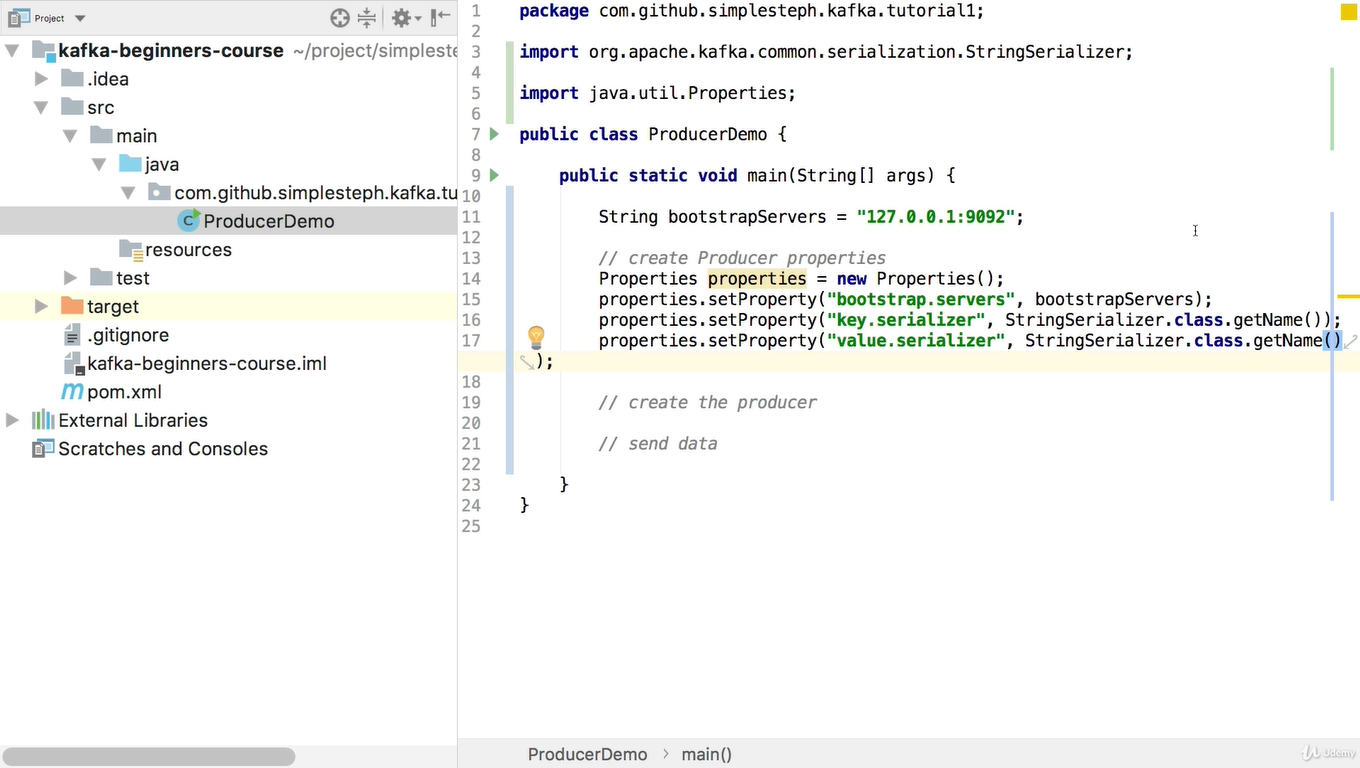 Project
kafka-beginners-course ~/project/simpleste
.idea
src
main
java
com.github.simplesteph.kafka.tu
ProducerDemo
resources
test
target
.gitignore
kafka-beginners-course.iml
pom.xml
External Libraries
Scratches and Consoles
1 package com.github.simplesteph.kafka.tutorial1;
2
3 import org.apache.kafka.common.serialization.StringSerializer;
4
5 import java.util.Properties;
6
7 public class ProducerDemo {
8
9 public static void main(String[] args) {
10
11 String bootstrapServers = "127.0.0.1:9092";
12
13 // create Producer properties
14 Properties properties = new Properties();
15 properties.setProperty("bootstrap.servers", bootstrapServers);
16 properties.setProperty("key.serializer", StringSerializer.class.getName());
17 properties.setProperty("value.serializer", StringSerializer.class.getName()
);
18
19 // create the producer
20
21 // send data
22
23 }
24 }
25
ProducerDemo > main()
Udemy